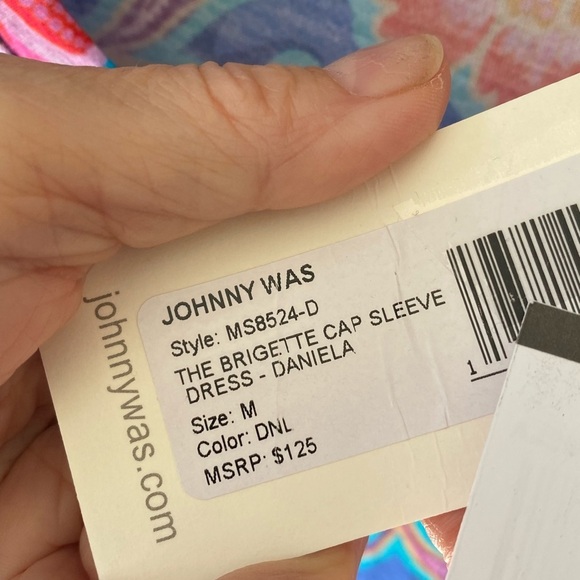 JOHNNY WAS
Style: MS8524-D
THE BRIGETTE CAP SLEEVE
DRESS - DANIELA
Size: M
Color: DNL
MSRP: $125
1
johnnywas.com